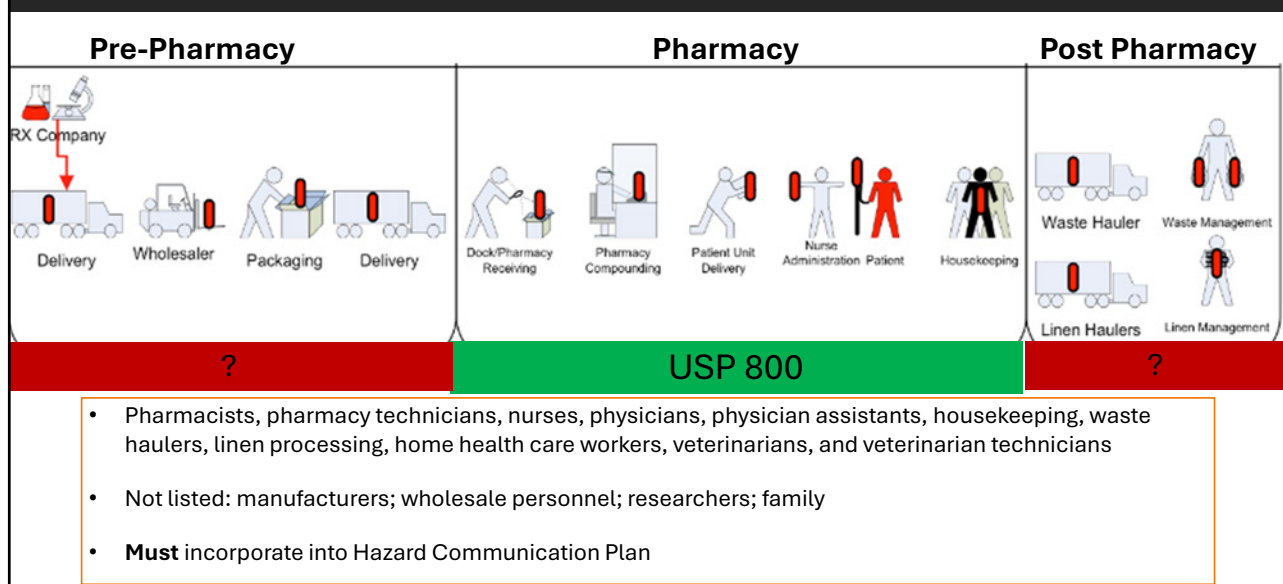 Pre-Pharmacy
Pharmacy
Post Pharmacy
RX Company
Delivery
Wholesaler
Packaging
Delivery
Dock/Pharmacy
Receiving
Pharmacy
Compounding
Patient Unit
Delivery
Nurse
Administration Patient
Housekeeping
Waste Hauler
Waste Management
Linen Haulers
Linen Management
?
USP 800
?
• Pharmacists, pharmacy technicians, nurses, physicians, physician assistants, housekeeping, waste
haulers, linen processing, home health care workers, veterinarians, and veterinarian technicians
• Not listed: manufacturers; wholesale personnel; researchers; family
• Must incorporate into Hazard Communication Plan